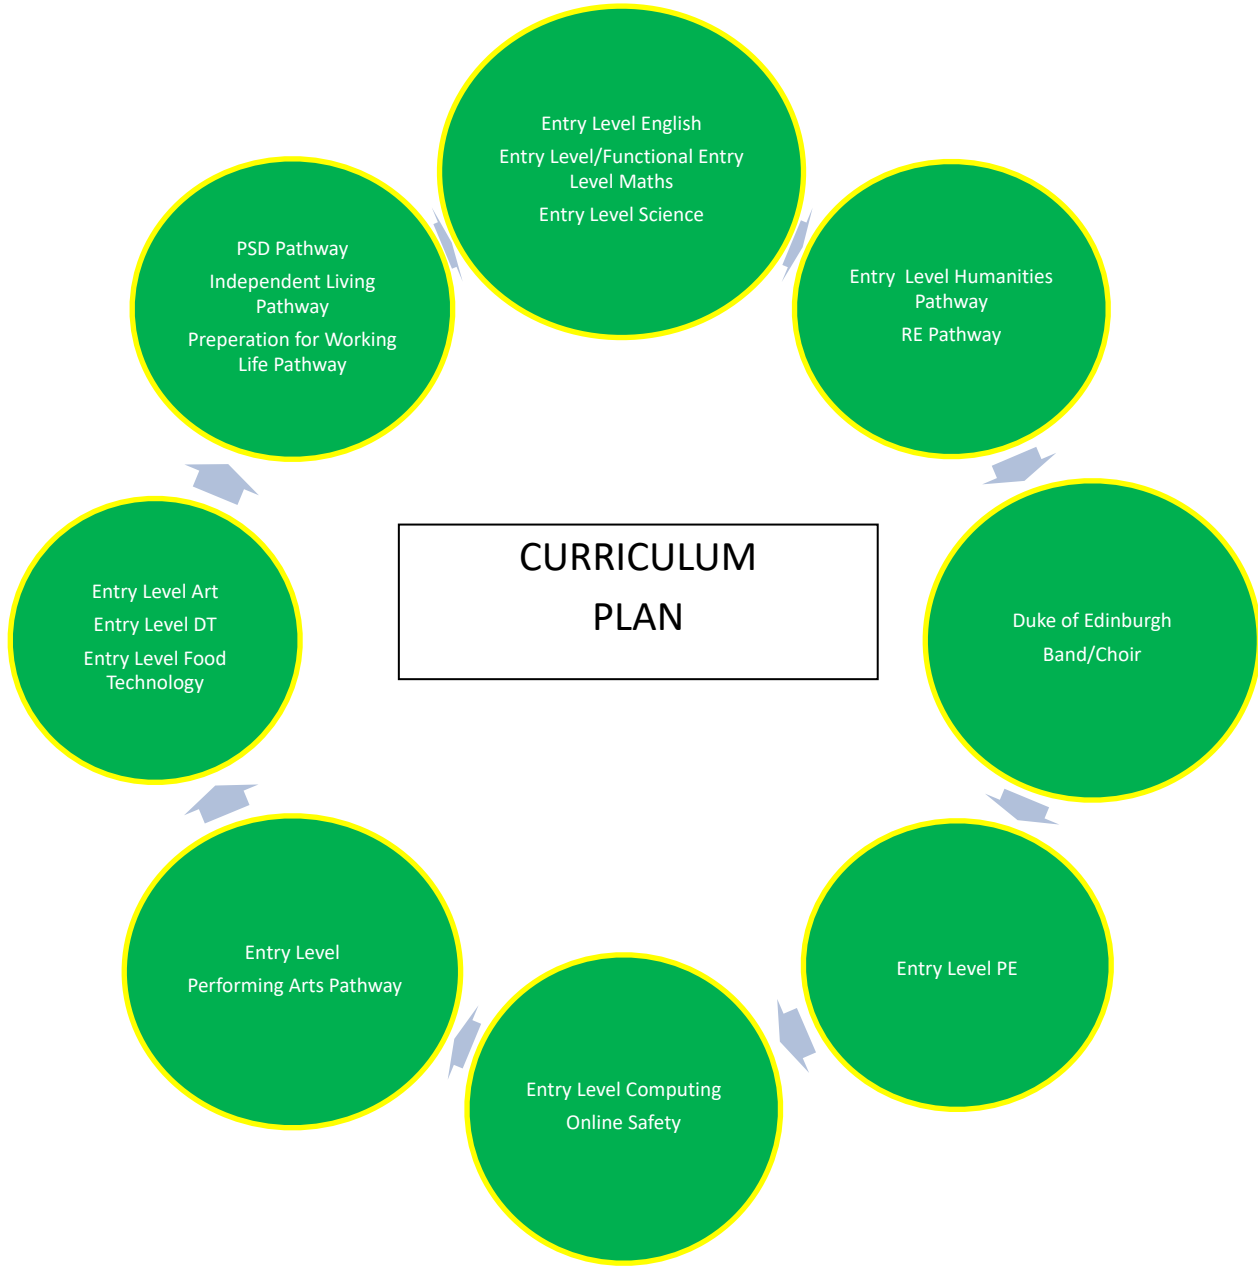 Entry Level English
Entry Level/Functional Entry
Level Maths
Entry Level Science
Entry  Level Humanities
Pathway
RE Pathway
Duke of Edinburgh
Band/Choir
Entry Level PE
Entry Level Computing
Online Safety
Entry Level
Performing Arts Pathway
Entry Level Art
Entry Level DT
Entry Level Food
Technology
PSD Pathway
Independent Living
Pathway
Preparation for Working
Life Pathway
CURRICULUM
PLAN